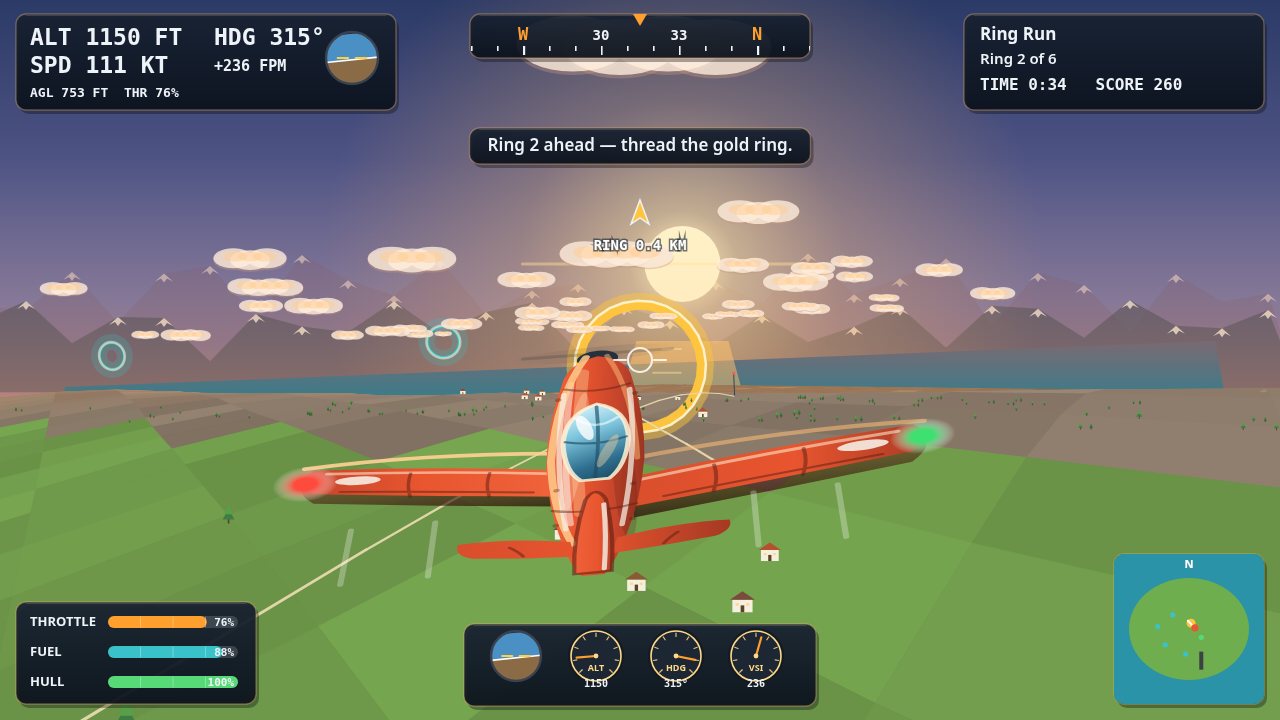 ALT 1150 FT HDG 315°
SPD 111 KT +236 FPM
AGL 753 FT THR 76%
W 30 33 N
Ring Run
Ring 2 of 6
TIME 0:34 SCORE 260
Ring 2 ahead — thread the gold ring.
RING 0.4 KM
THROTTLE 76%
FUEL 88%
HULL 100%
ALT
1150
HDG
315°
VSI
236
N